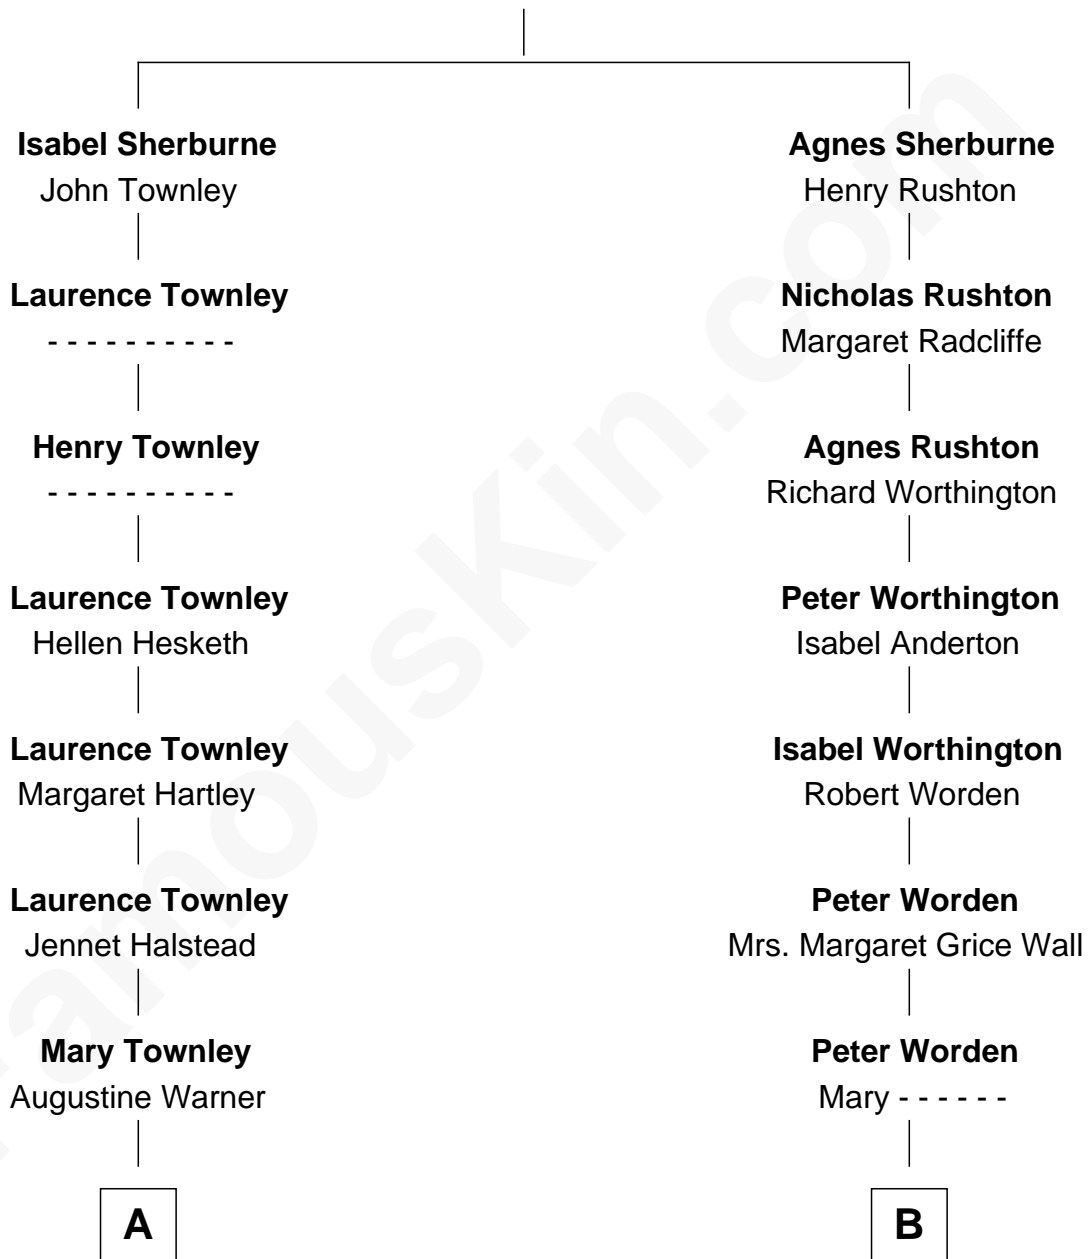 Isabel Sherburne
John Townley
Laurence Townley
- - - - - - - - - -
Henry Townley
- - - - - - - - - -
Laurence Townley
Hellen Hesketh
Laurence Townley
Margaret Hartley
Laurence Townley
Jennet Halstead
Mary Townley
Augustine Warner
A
Agnes Sherburne
Henry Rushton
Nicholas Rushton
Margaret Radcliffe
Agnes Rushton
Richard Worthington
Peter Worthington
Isabel Anderton
Isabel Worthington
Robert Worden
Peter Worden
Mrs. Margaret Grice Wall
Peter Worden
Mary - - - - - -
B
FamousKin.com